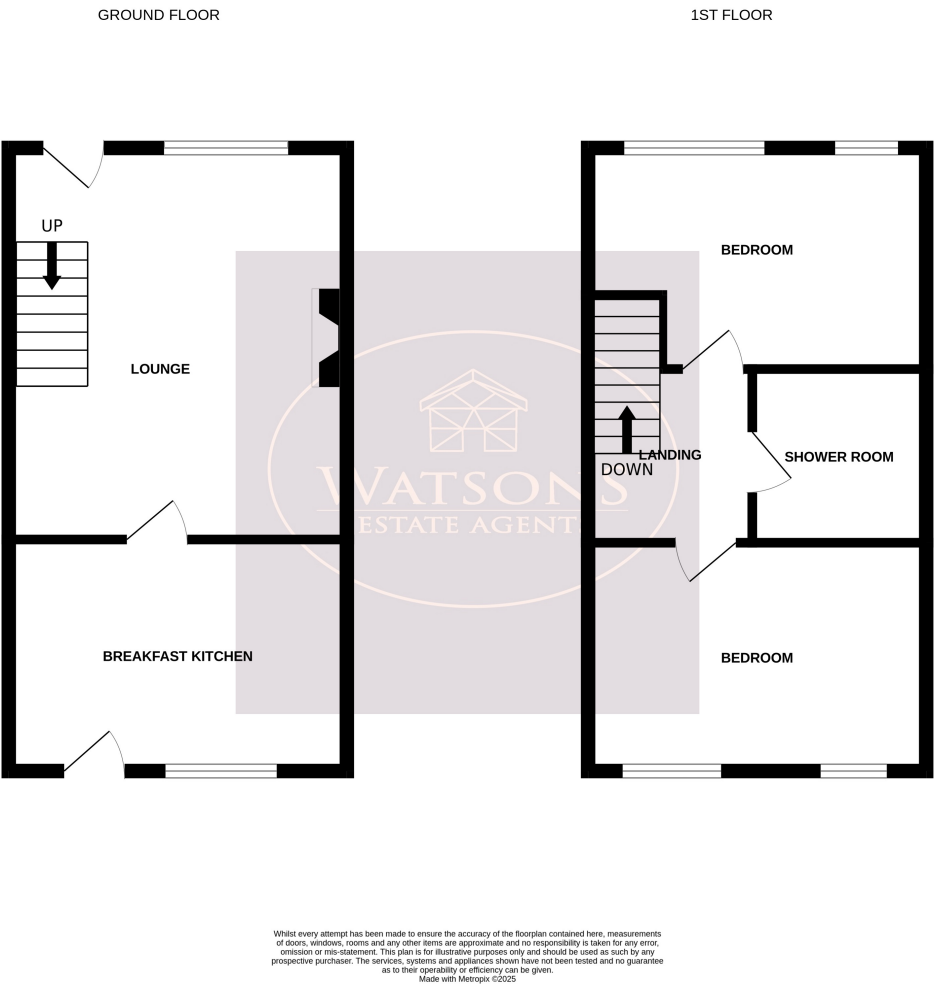 GROUND FLOOR
1ST FLOOR
UP
LOUNGE
BREAKFAST KITCHEN
BEDROOM
LANDING
DOWN
SHOWER ROOM
BEDROOM
WATSONS
ESTATE AGENT
Whilst every attempt has been made to ensure the accuracy of the floorplan contained here, measurements
of doors, windows, rooms and any other items are approximate and no responsibility is taken for any error,
omission or mis-statement. This plan is for illustrative purposes only and should be used as such by any
prospective purchaser. The services, systems and appliances shown have not been tested and no guarantee
as to their operability or efficiency can be given.
Made with Metropix ©2025